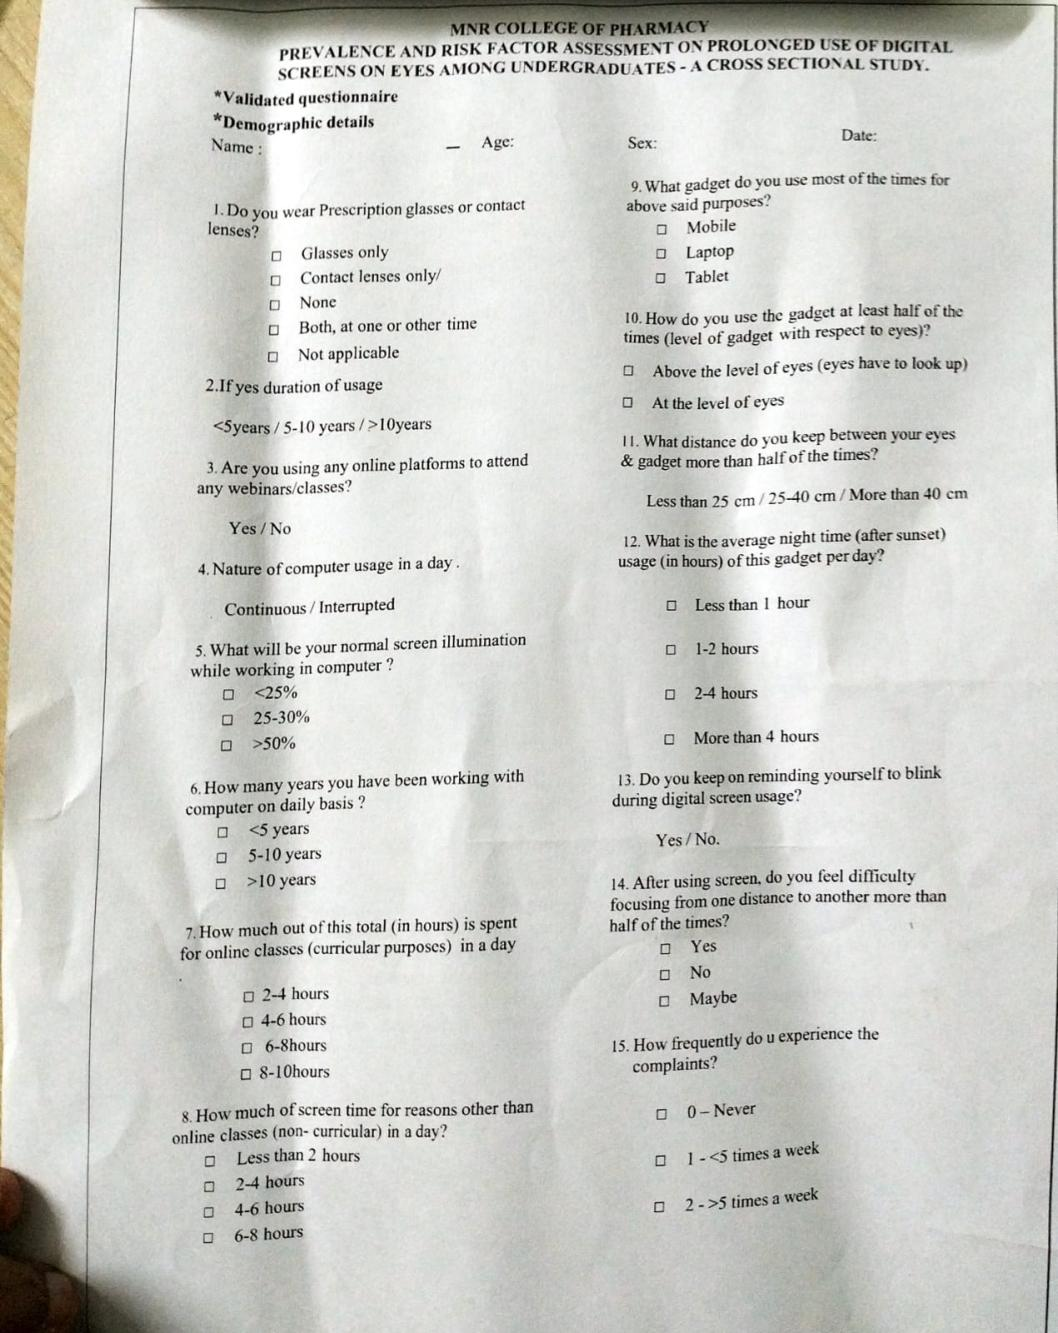 MNR COLLEGE OF PHARMACY
PREVALENCE AND RISK FACTOR ASSESSMENT ON PROLONGED USE OF DIGITAL
SCREENS ON EYES AMONG UNDERGRADUATES - A CROSS SECTIONAL STUDY.
*Validated questionnaire
*Demographic details
Name : _ Age: Sex: Date:
1. Do you wear Prescription glasses or contact
lenses?
□ Glasses only
□ Contact lenses only/
□ None
□ Both, at one or other time
□ Not applicable
2.If yes duration of usage
<5years / 5-10 years / >10years
3. Are you using any online platforms to attend
any webinars/classes?
Yes / No
4. Nature of computer usage in a day .
Continuous / Interrupted
5. What will be your normal screen illumination
while working in computer ?
□ <25%
□ 25-30%
□ >50%
6. How many years you have been working with
computer on daily basis ?
□ <5 years
□ 5-10 years
□ >10 years
7. How much out of this total (in hours) is spent
for online classes (curricular purposes) in a day
□ 2-4 hours
□ 4-6 hours
□ 6-8hours
□ 8-10hours
8. How much of screen time for reasons other than
online classes (non- curricular) in a day?
□ Less than 2 hours
□ 2-4 hours
□ 4-6 hours
□ 6-8 hours
9. What gadget do you use most of the times for
above said purposes?
□ Mobile
□ Laptop
□ Tablet
10. How do you use the gadget at least half of the
times (level of gadget with respect to eyes)?
□ Above the level of eyes (eyes have to look up)
□ At the level of eyes
11. What distance do you keep between your eyes
& gadget more than half of the times?
Less than 25 cm / 25-40 cm / More than 40 cm
12. What is the average night time (after sunset)
usage (in hours) of this gadget per day?
□ Less than 1 hour
□ 1-2 hours
□ 2-4 hours
□ More than 4 hours
13. Do you keep on reminding yourself to blink
during digital screen usage?
Yes / No.
14. After using screen, do you feel difficulty
focusing from one distance to another more than
half of the times?
□ Yes
□ No
□ Maybe
15. How frequently do u experience the
complaints?
□ 0 – Never
□ 1 - <5 times a week
□ 2 - >5 times a week